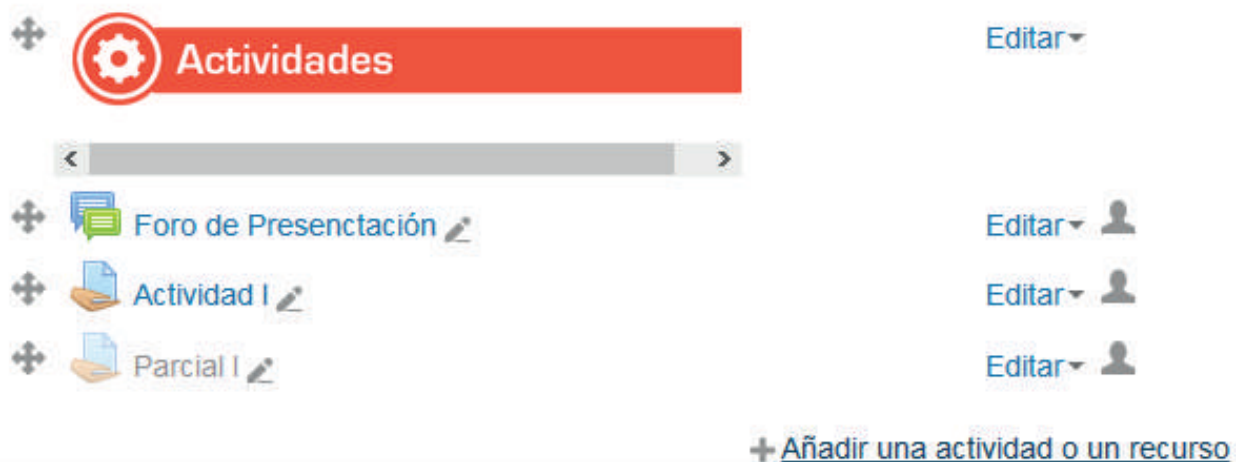 Actividades Editar
Foro de Presenctación Editar
Actividad I Editar
Parcial I Editar
Añadir una actividad o un recurso